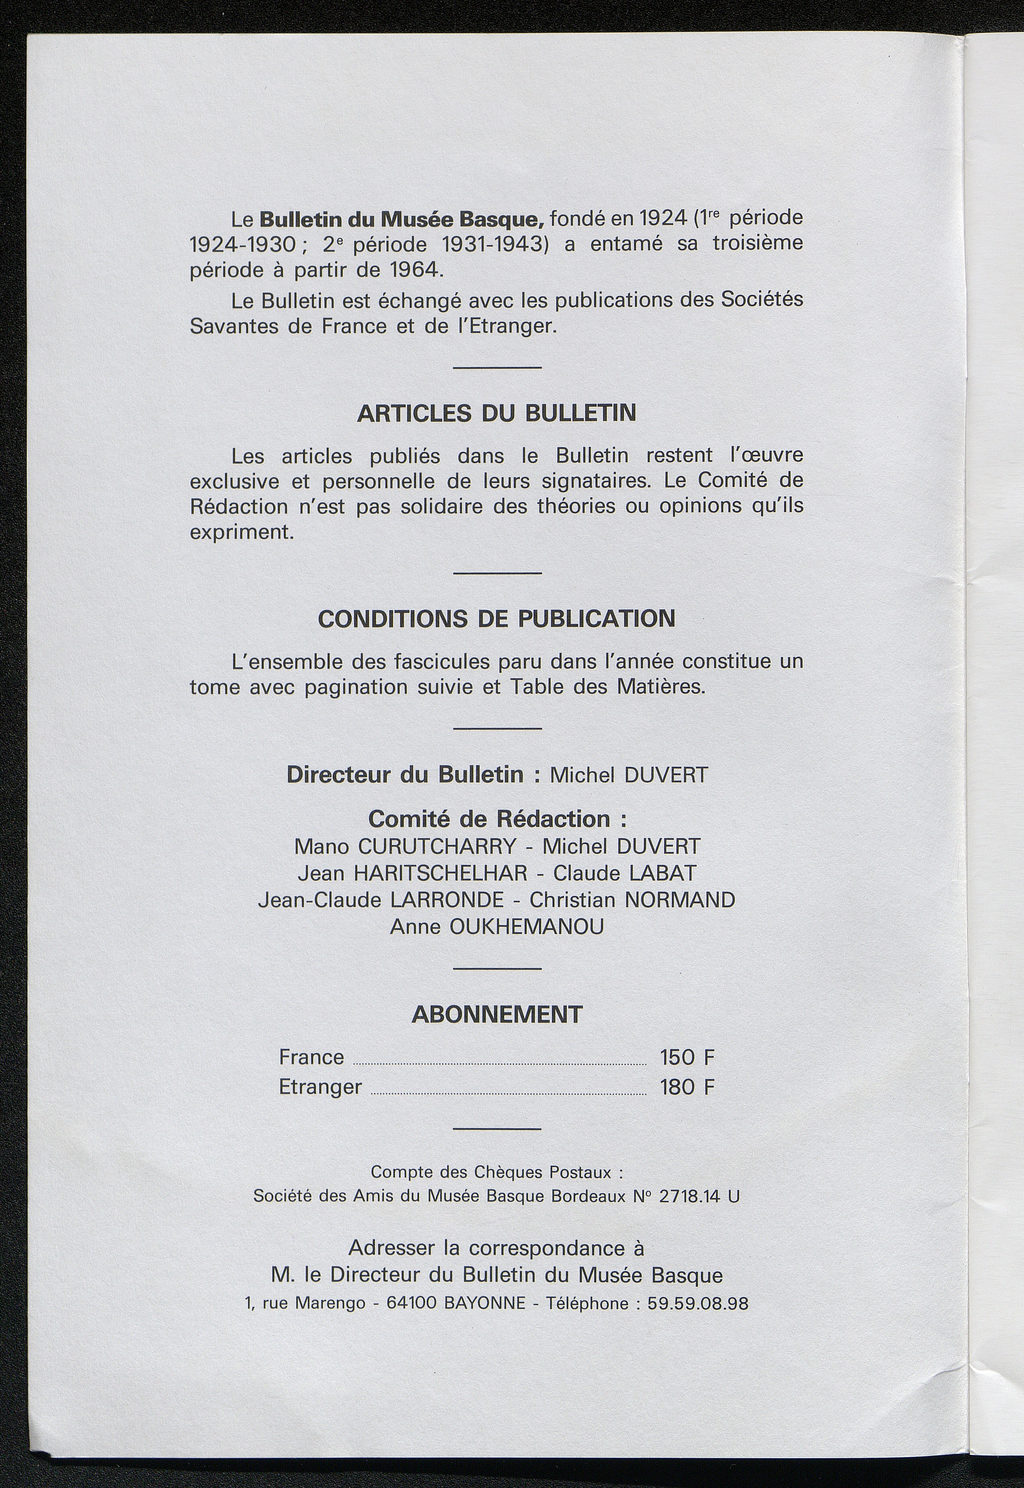 Le Bulletin du Musée Basque, fondé en 1924 (1re période
1924-1930 ; 2e période 1931-1943) a entamé sa troisième
période à partir de 1964.
Le Bulletin est échangé avec les publications des Sociétés
Savantes de France et de l'Etranger.
ARTICLES DU BULLETIN
Les articles publiés dans le Bulletin restent l'œuvre
exclusive et personnelle de leurs signataires. Le Comité de
Rédaction n'est pas solidaire des théories ou opinions qu'ils
expriment.
CONDITIONS DE PUBLICATION
L'ensemble des fascicules paru dans l'année constitue un
tome avec pagination suivie et Table des Matières.
Directeur du Bulletin : Michel DUVERT
Comité de Rédaction :
Mano CURUTCHARRY - Michel DUVERT
Jean HARITSCHELHAR - Claude LABAT
Jean-Claude LARRONDE - Christian NORMAND
Anne OUKHEMANOU
ABONNEMENT
France ........ 150 F
Etranger ........ 180 F
Compte des Chèques Postaux :
Société des Amis du Musée Basque Bordeaux N° 2718.14 U
Adresser la correspondance à
M. le Directeur du Bulletin du Musée Basque
1, rue Marengo - 64100 BAYONNE - Téléphone : 59.59.08.98